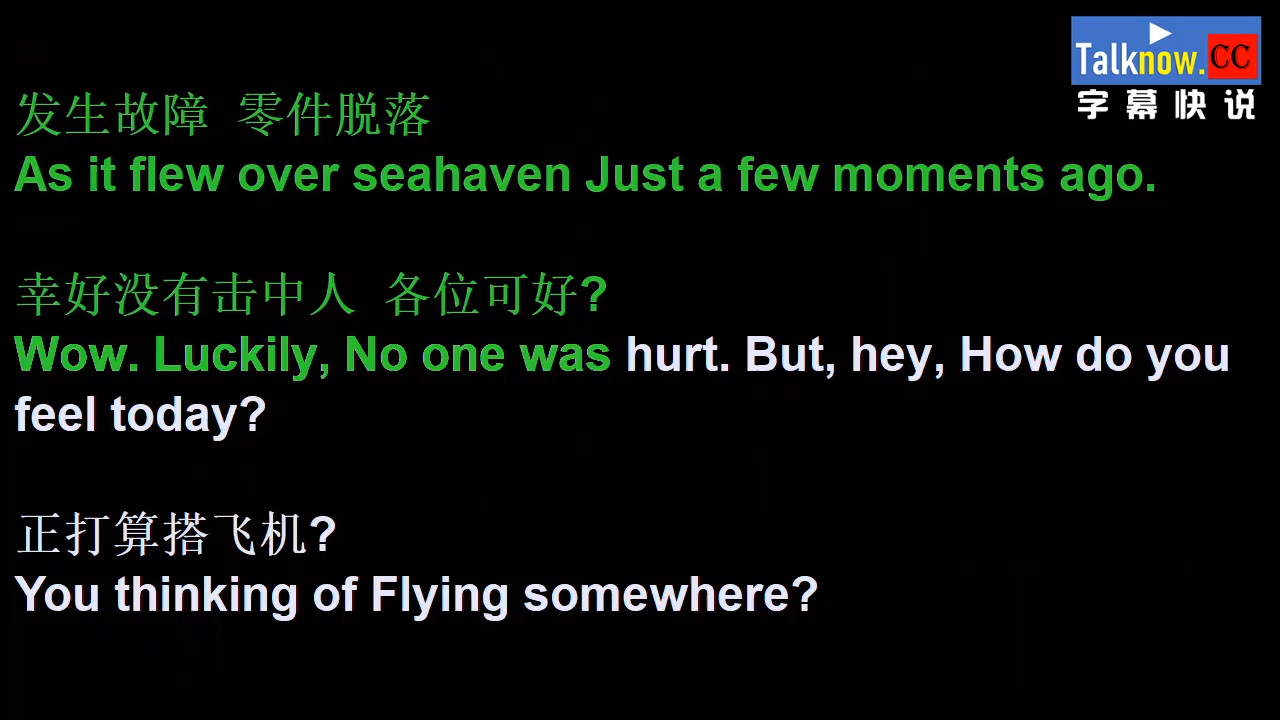 Talknow.CC
字幕快说
发生故障 零件脱落
As it flew over seahaven Just a few moments ago.
幸好没有击中人 各位可好?
Wow. Luckily, No one was hurt. But, hey, How do you
feel today?
正打算搭飞机?
You thinking of Flying somewhere?